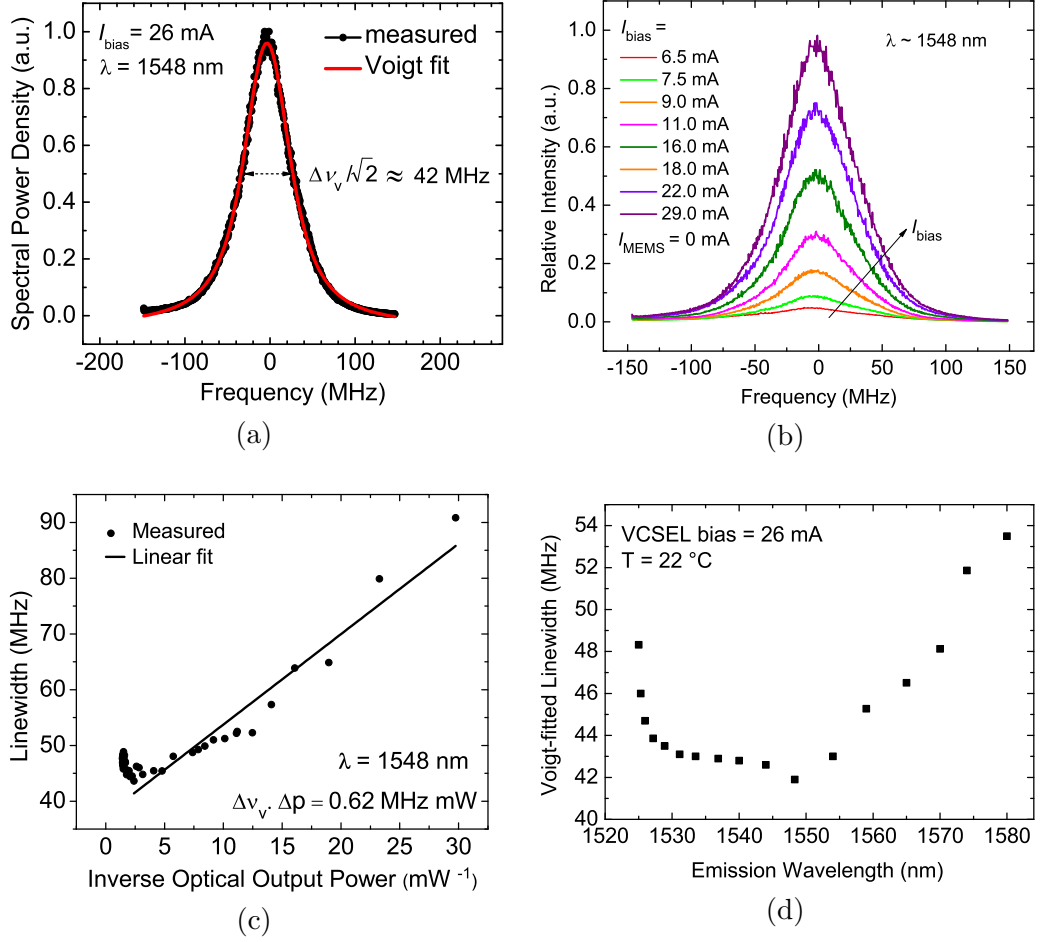 I bias = 26 mA
λ = 1548 nm
measured
Voigt fit
Δν v /√2 ≈ 42 MHz
Spectral Power Density (a.u.)
1.0
0.8
0.6
0.4
0.2
0.0
-200 -100 0 100 200
Frequency (MHz)
(a)
I bias =
λ ~ 1548 nm
6.5 mA
7.5 mA
9.0 mA
11.0 mA
16.0 mA
18.0 mA
22.0 mA
29.0 mA
I MEMS = 0 mA
I bias
Relative Intensity (a.u.)
1.0
0.8
0.6
0.4
0.2
0.0
-150 -100 -50 0 50 100 150
Frequency (MHz)
(b)
Measured
Linear fit
λ = 1548 nm
Δν v . Δp = 0.62 MHz mW
Linewidth (MHz)
90
80
70
60
50
40
0 5 10 15 20 25 30
Inverse Optical Output Power (mW -1)
(c)
VCSEL bias = 26 mA
T = 22 °C
Voigt-fitted Linewidth (MHz)
54
52
50
48
46
44
42
40
1520 1530 1540 1550 1560 1570 1580
Emission Wavelength (nm)
(d)